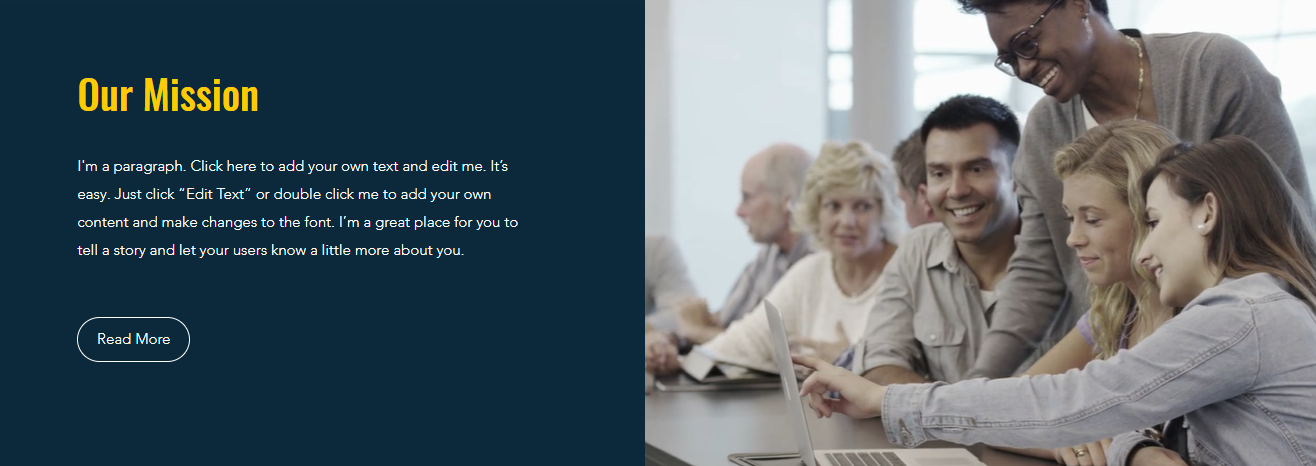 Our Mission
I'm a paragraph. Click here to add your own text and edit me. It’s
easy. Just click “Edit Text” or double click me to add your own
content and make changes to the font. I’m a great place for you to
tell a story and let your users know a little more about you.
Read More